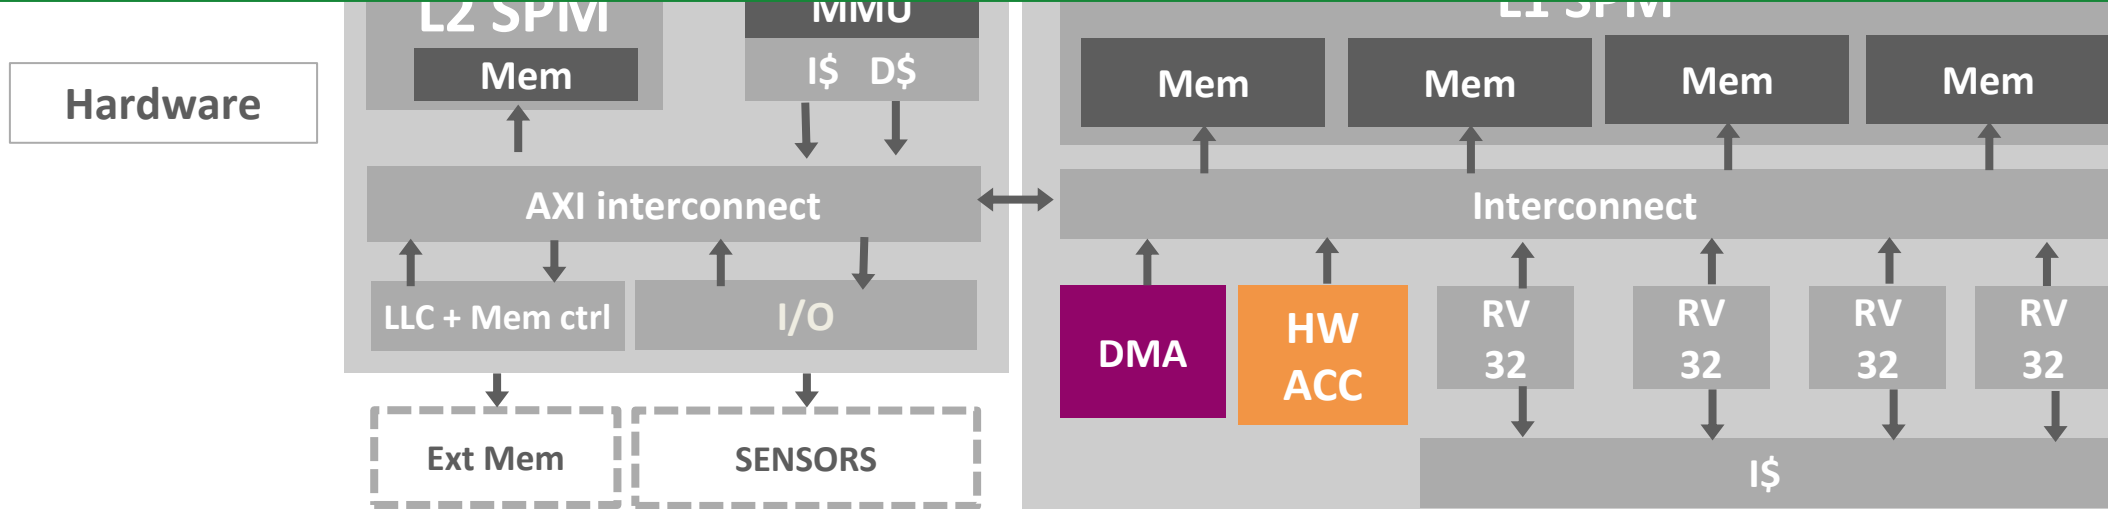 Hardware
L2 SPM
Mem
MMU
I$ D$
AXI interconnect
LLC + Mem ctrl
I/O
Ext Mem
SENSORS
L1 SPM
Mem
Mem
Mem
Mem
Interconnect
DMA
HW
ACC
RV
32
RV
32
RV
32
RV
32
I$